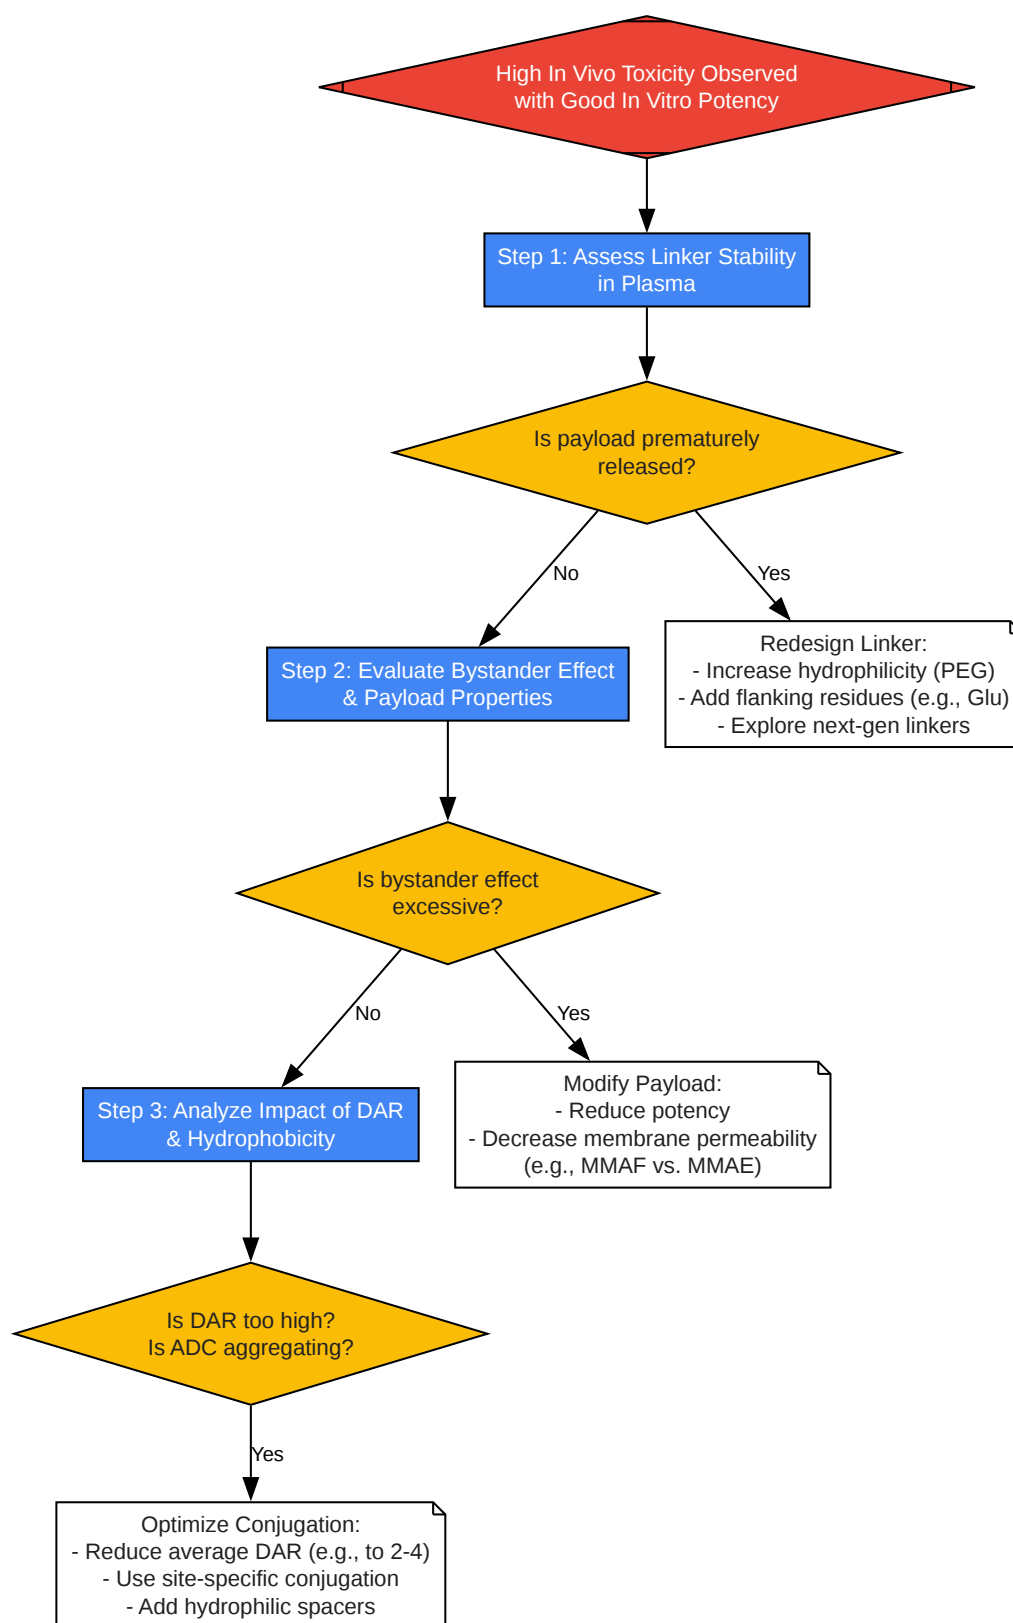 High In Vivo Toxicity Observed
with Good In Vitro Potency
Step 1: Assess Linker Stability
in Plasma
Is payload prematurely
released?
No
Yes
Step 2: Evaluate Bystander Effect
& Payload Properties
Redesign Linker:
- Increase hydrophilicity (PEG)
- Add flanking residues (e.g., Glu)
- Explore next-gen linkers
Is bystander effect
excessive?
No
Yes
Step 3: Analyze Impact of DAR
& Hydrophobicity
Modify Payload:
- Reduce potency
- Decrease membrane permeability
(e.g., MMAF vs. MMAE)
Is DAR too high?
Is ADC aggregating?
Yes
Optimize Conjugation:
- Reduce average DAR (e.g., to 2-4)
- Use site-specific conjugation
- Add hydrophilic spacers